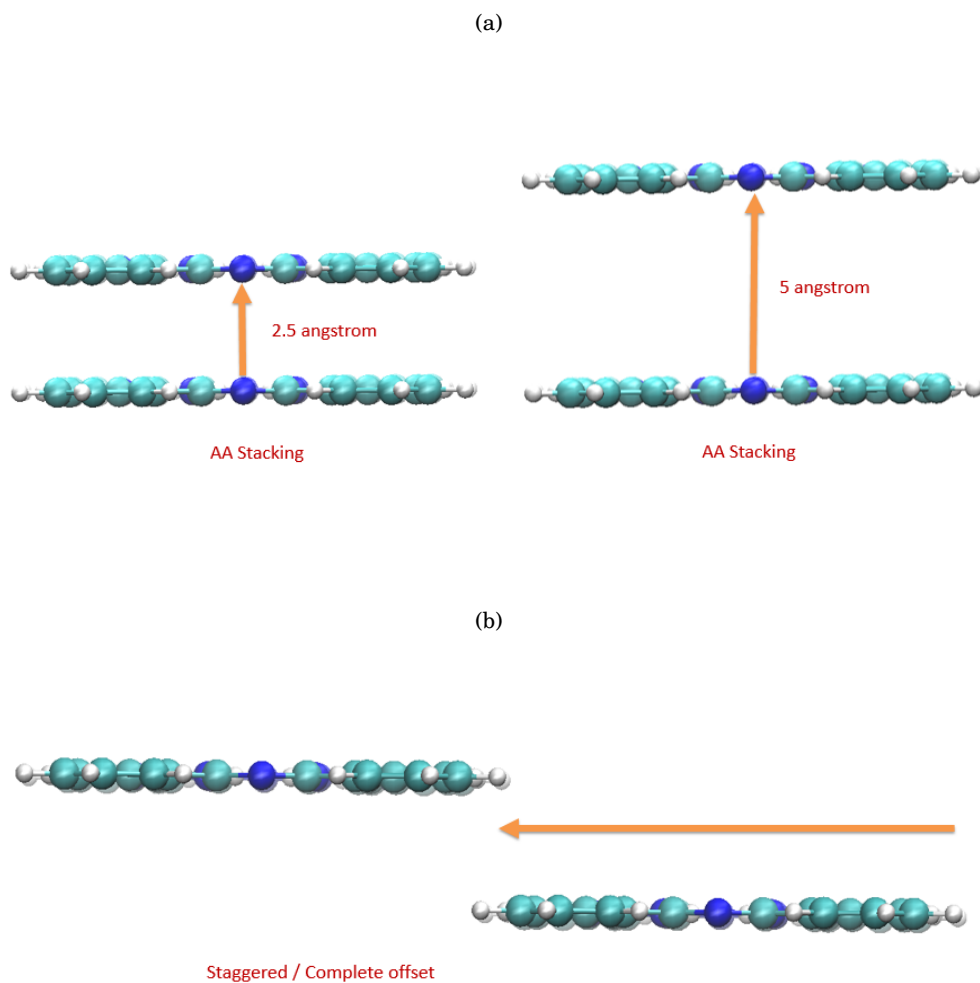 (a)
5 angstrom
2.5 angstrom
AA Stacking
AA Stacking
(b)
Staggered / Complete offset